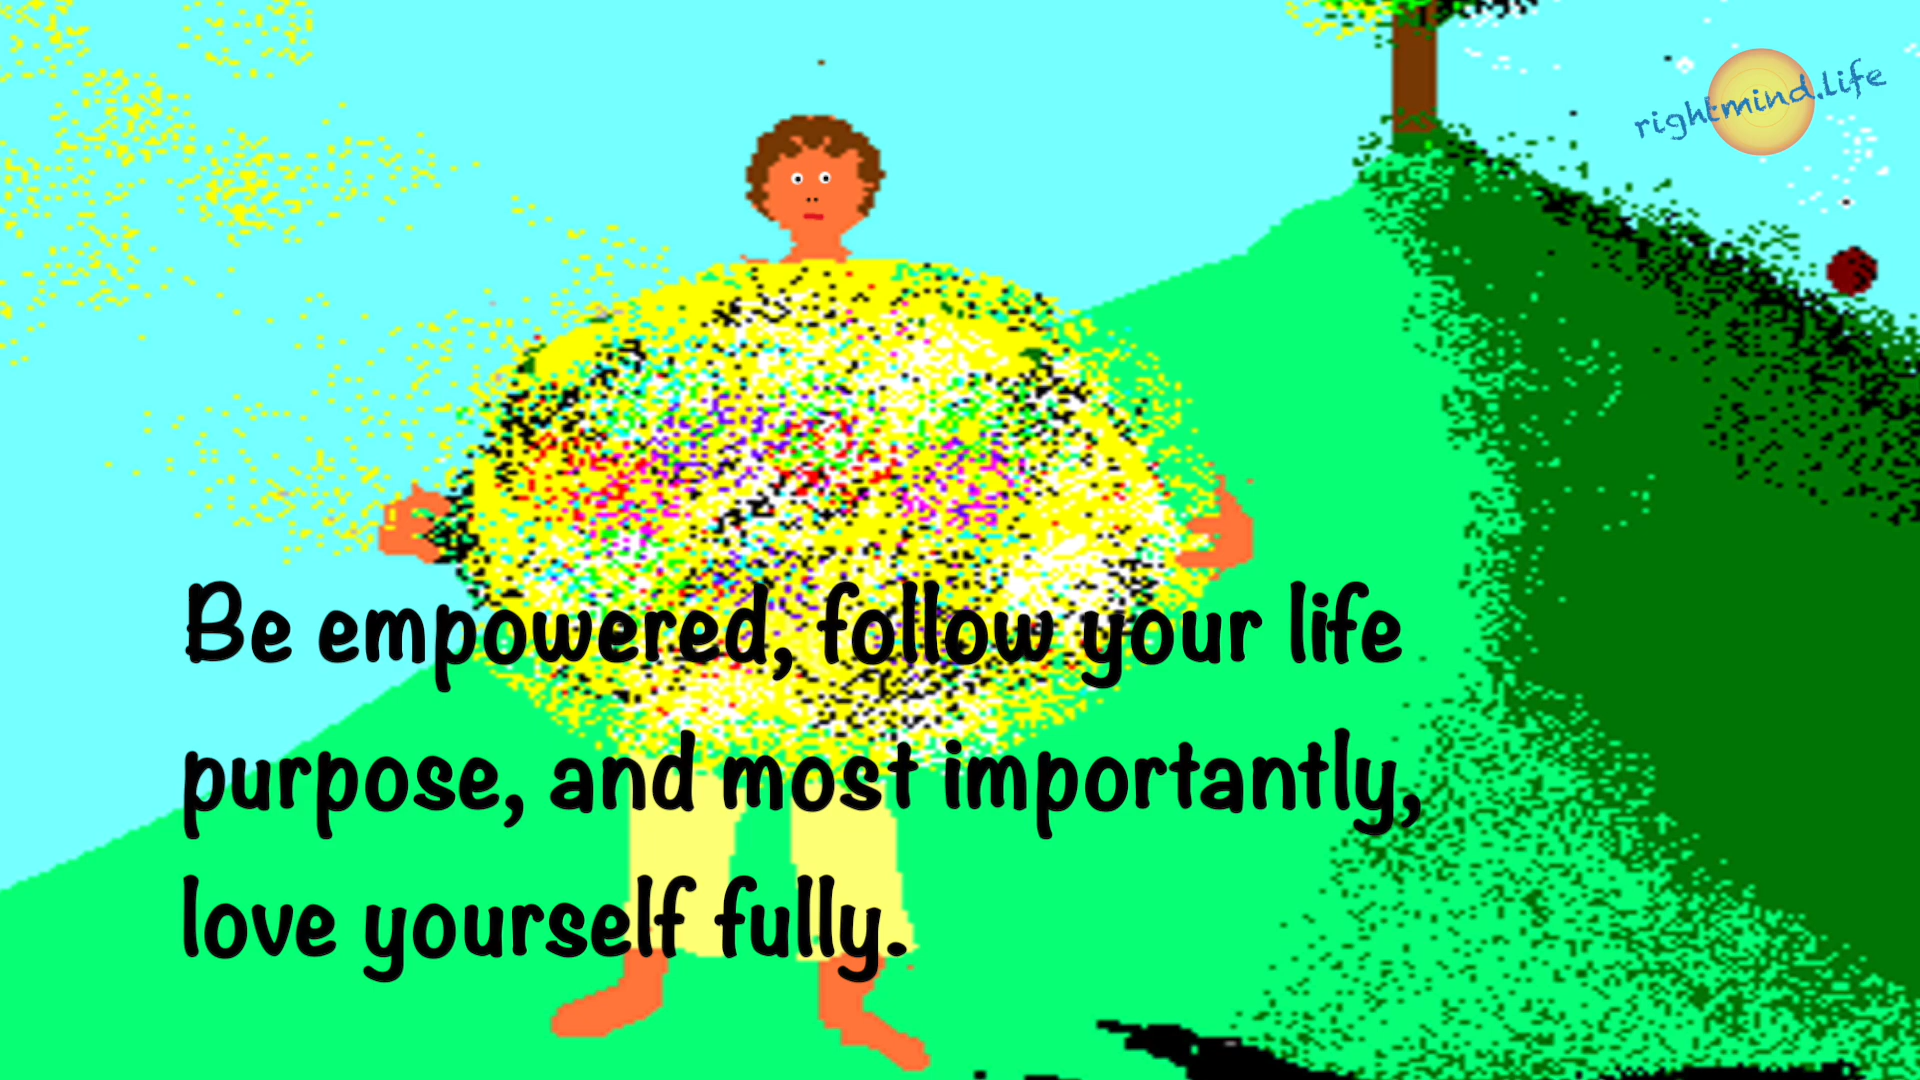 rightmind.life
Be empowered, follow your life
purpose, and most importantly,
love yourself fully.